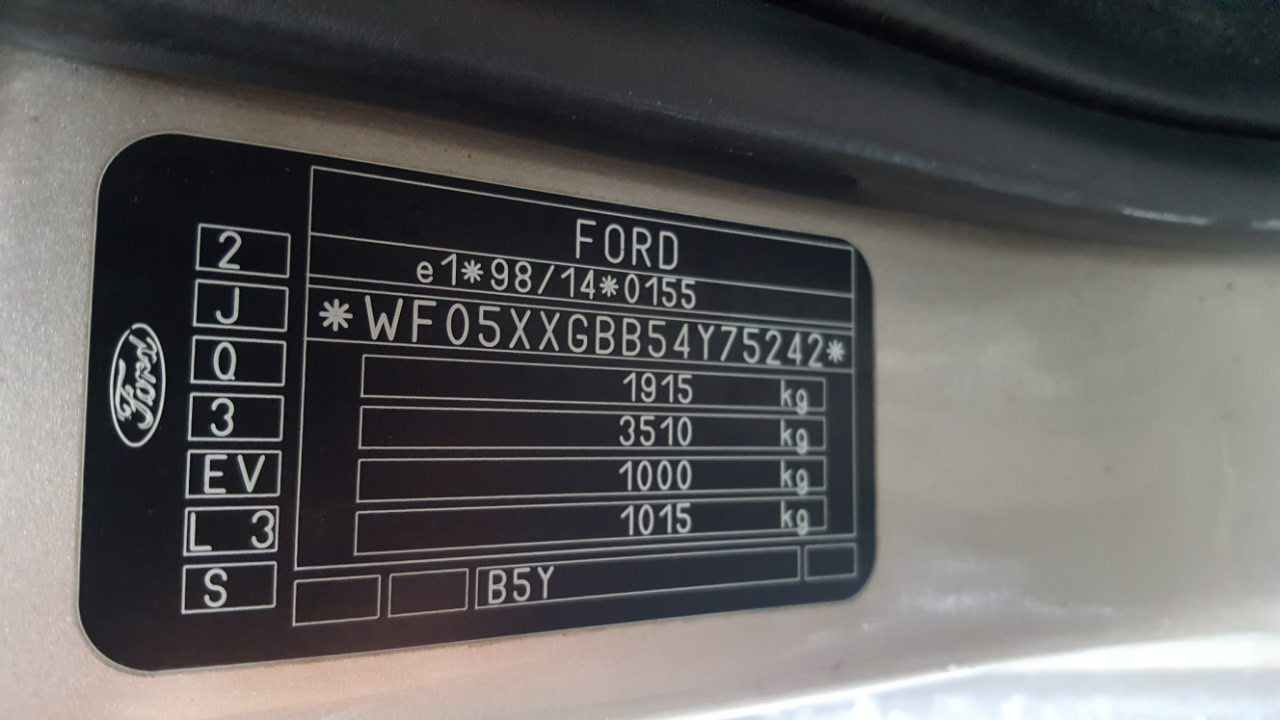 FORD
e1*98/14*0155
*WF05XXGBB54Y75242*
1915 kg
3510 kg
1000 kg
1015 kg
B5Y
2
J
Q
3
EV
L 3
S
Ford